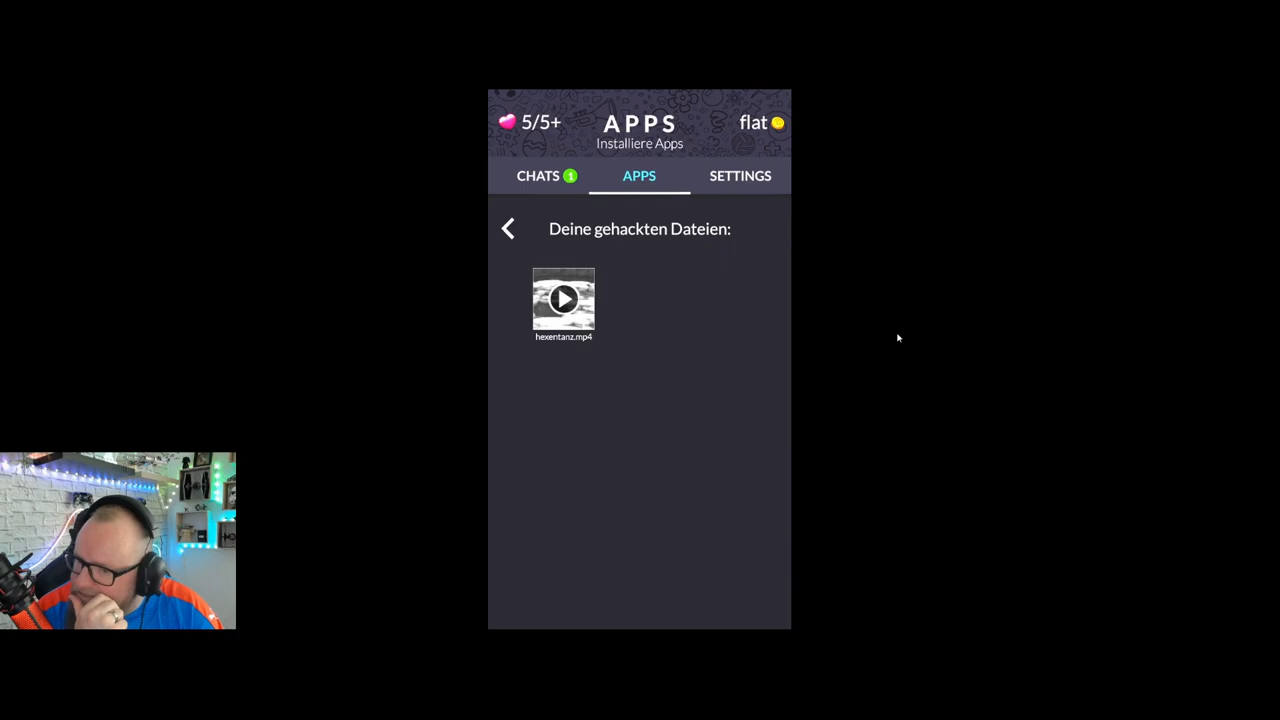 5/5+
APPS
flat
Installiere Apps
CHATS 1
APPS
SETTINGS
Deine gehackten Dateien:
hexentanz.mp4